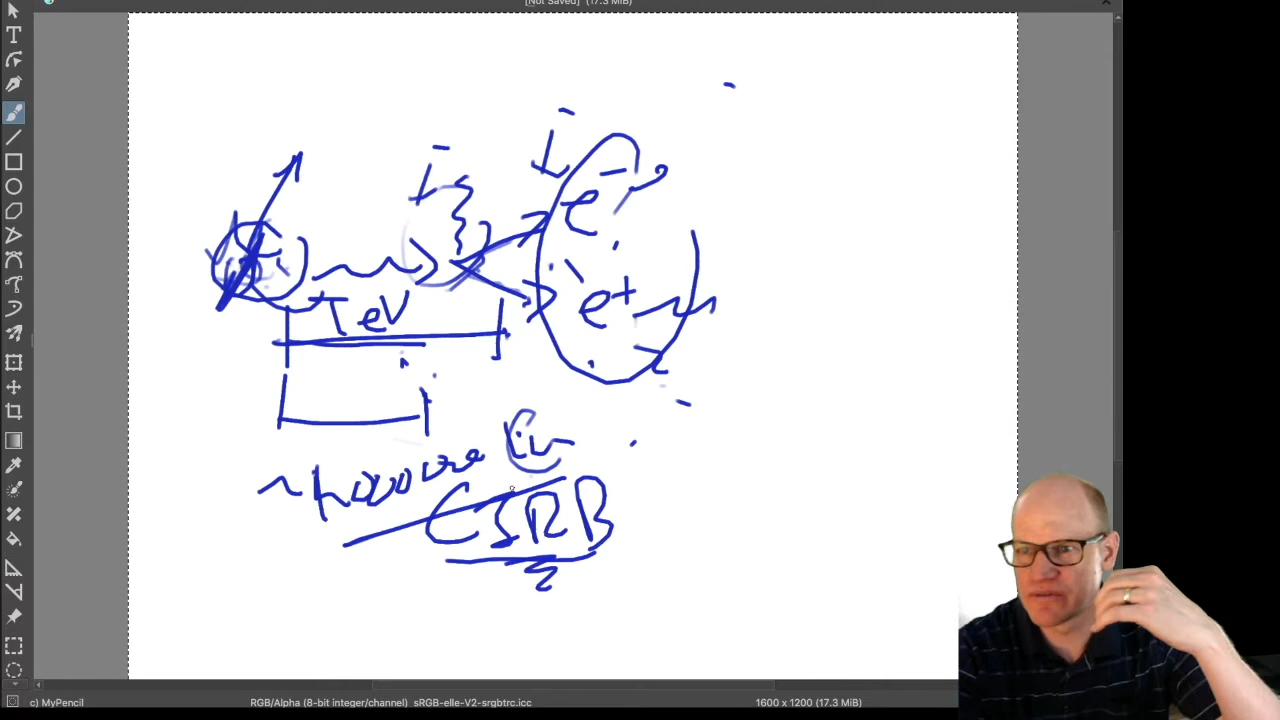 [Not Saved] (17.3 MiB)
e-
e+
TeV
CSRB
c) MyPencil
RGB/Alpha (8-bit integer/channel) sRGB-elle-V2-srgbtrc.icc
1600 x 1200 (17.3 MiB)